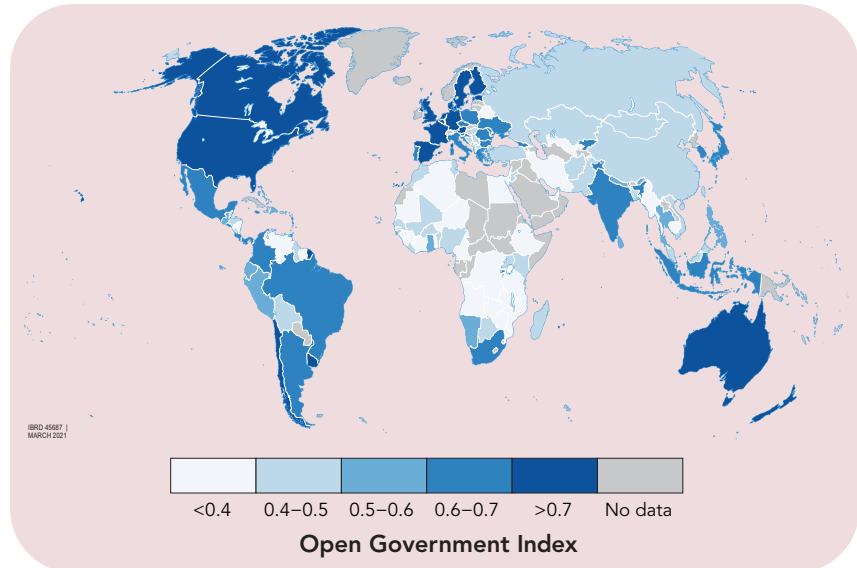 IBRD 45687 |
MARCH 2021
<0.4 0.4–0.5 0.5–0.6 0.6–0.7 >0.7 No data
Open Government Index